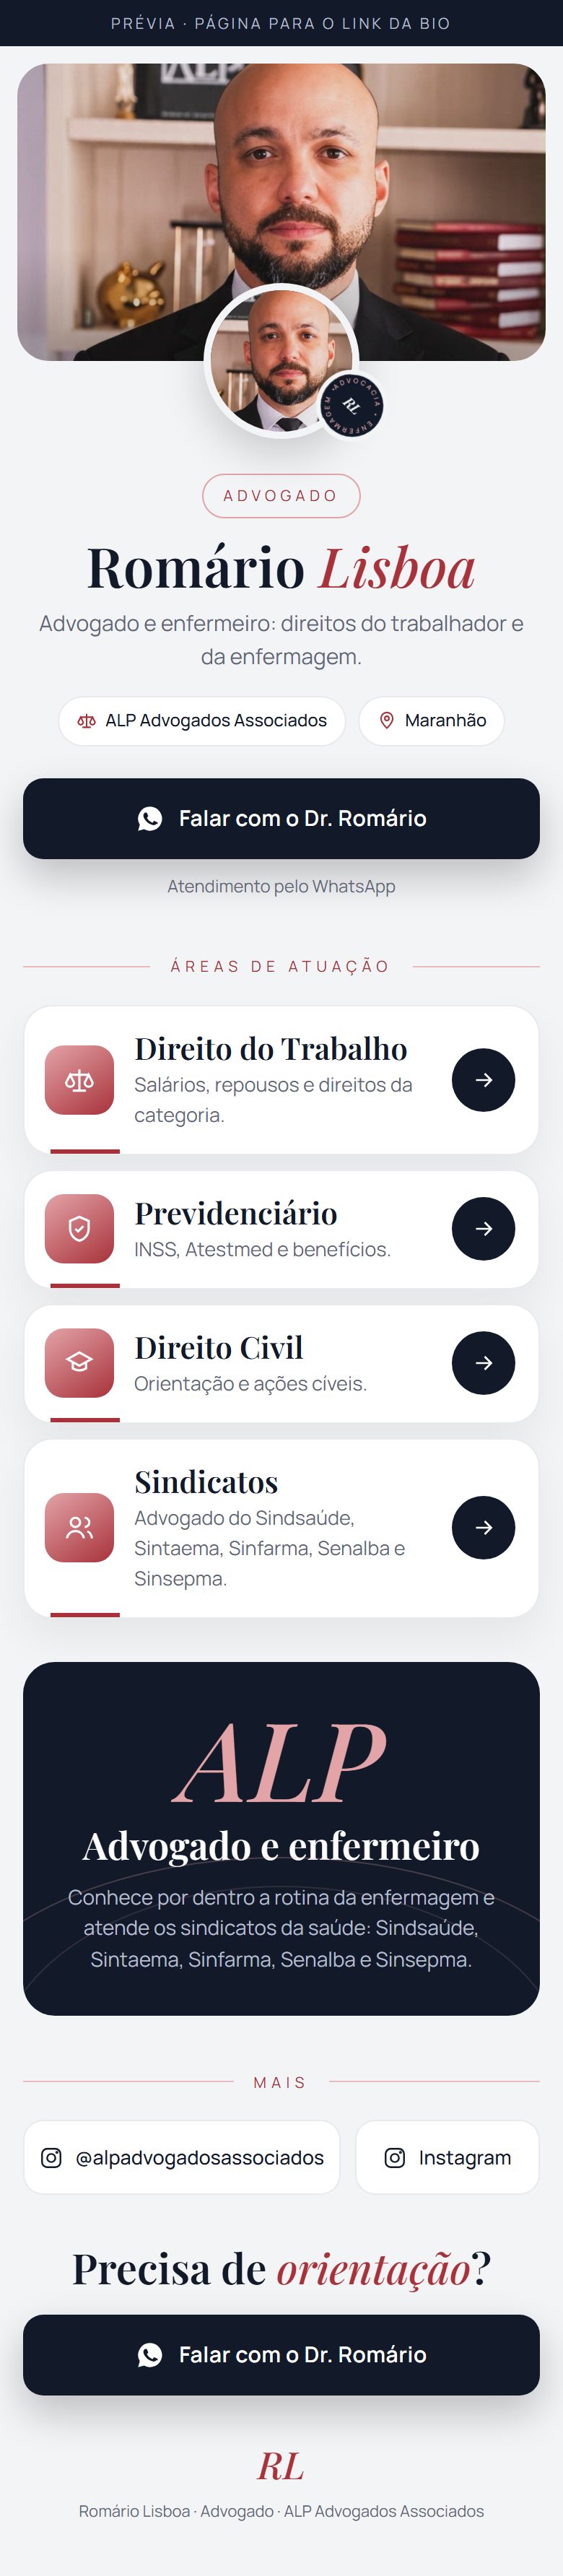 PRÉVIA · PÁGINA PARA O LINK DA BIO
ALP
ADVOCACIA · ENFERMAGEM ·
RL
ADVOGADO
Romário Lisboa
Advogado e enfermeiro: direitos do trabalhador e
da enfermagem.
ALP Advogados Associados
Maranhão
Falar com o Dr. Romário
Atendimento pelo WhatsApp
ÁREAS DE ATUAÇÃO
Direito do Trabalho
Salários, repousos e direitos da
categoria.
Previdenciário
INSS, Atestmed e benefícios.
Direito Civil
Orientação e ações cíveis.
Sindicatos
Advogado do Sindsaúde,
Sintaema, Sinfarma, Senalba e
Sinsepma.
ALP
Advogado e enfermeiro
Conhece por dentro a rotina da enfermagem e
atende os sindicatos da saúde: Sindsaúde,
Sintaema, Sinfarma, Senalba e Sinsepma.
MAIS
@alpadvogadosassociados
Instagram
Precisa de orientação?
Falar com o Dr. Romário
RL
Romário Lisboa · Advogado · ALP Advogados Associados